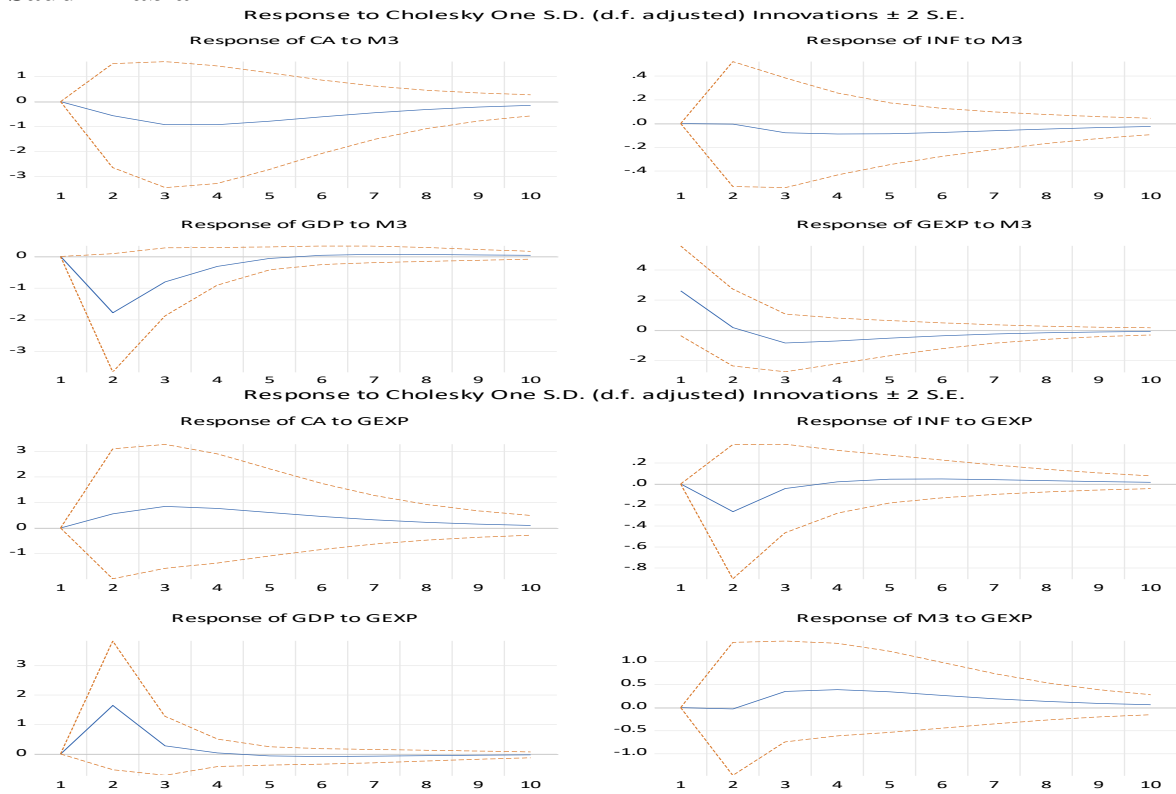 Response to Cholesky One S.D. (d.f. adjusted) Innovations ± 2 S.E.
Response of CA to M3
1
0
-1
-2
-3
1 2 3 4 5 6 7 8 9 10
Response of INF to M3
.4
.2
.0
-.2
-.4
1 2 3 4 5 6 7 8 9 10
Response of GDP to M3
0
-1
-2
-3
1 2 3 4 5 6 7 8 9 10
Response of GEXP to M3
4
2
0
-2
1 2 3 4 5 6 7 8 9 10
Response to Cholesky One S.D. (d.f. adjusted) Innovations ± 2 S.E.
Response of CA to GEXP
3
2
1
0
-1
1 2 3 4 5 6 7 8 9 10
Response of INF to GEXP
.2
.0
-.2
-.4
-.6
-.8
1 2 3 4 5 6 7 8 9 10
Response of GDP to GEXP
3
2
1
0
1 2 3 4 5 6 7 8 9 10
Response of M3 to GEXP
1.0
0.5
0.0
-0.5
-1.0
1 2 3 4 5 6 7 8 9 10